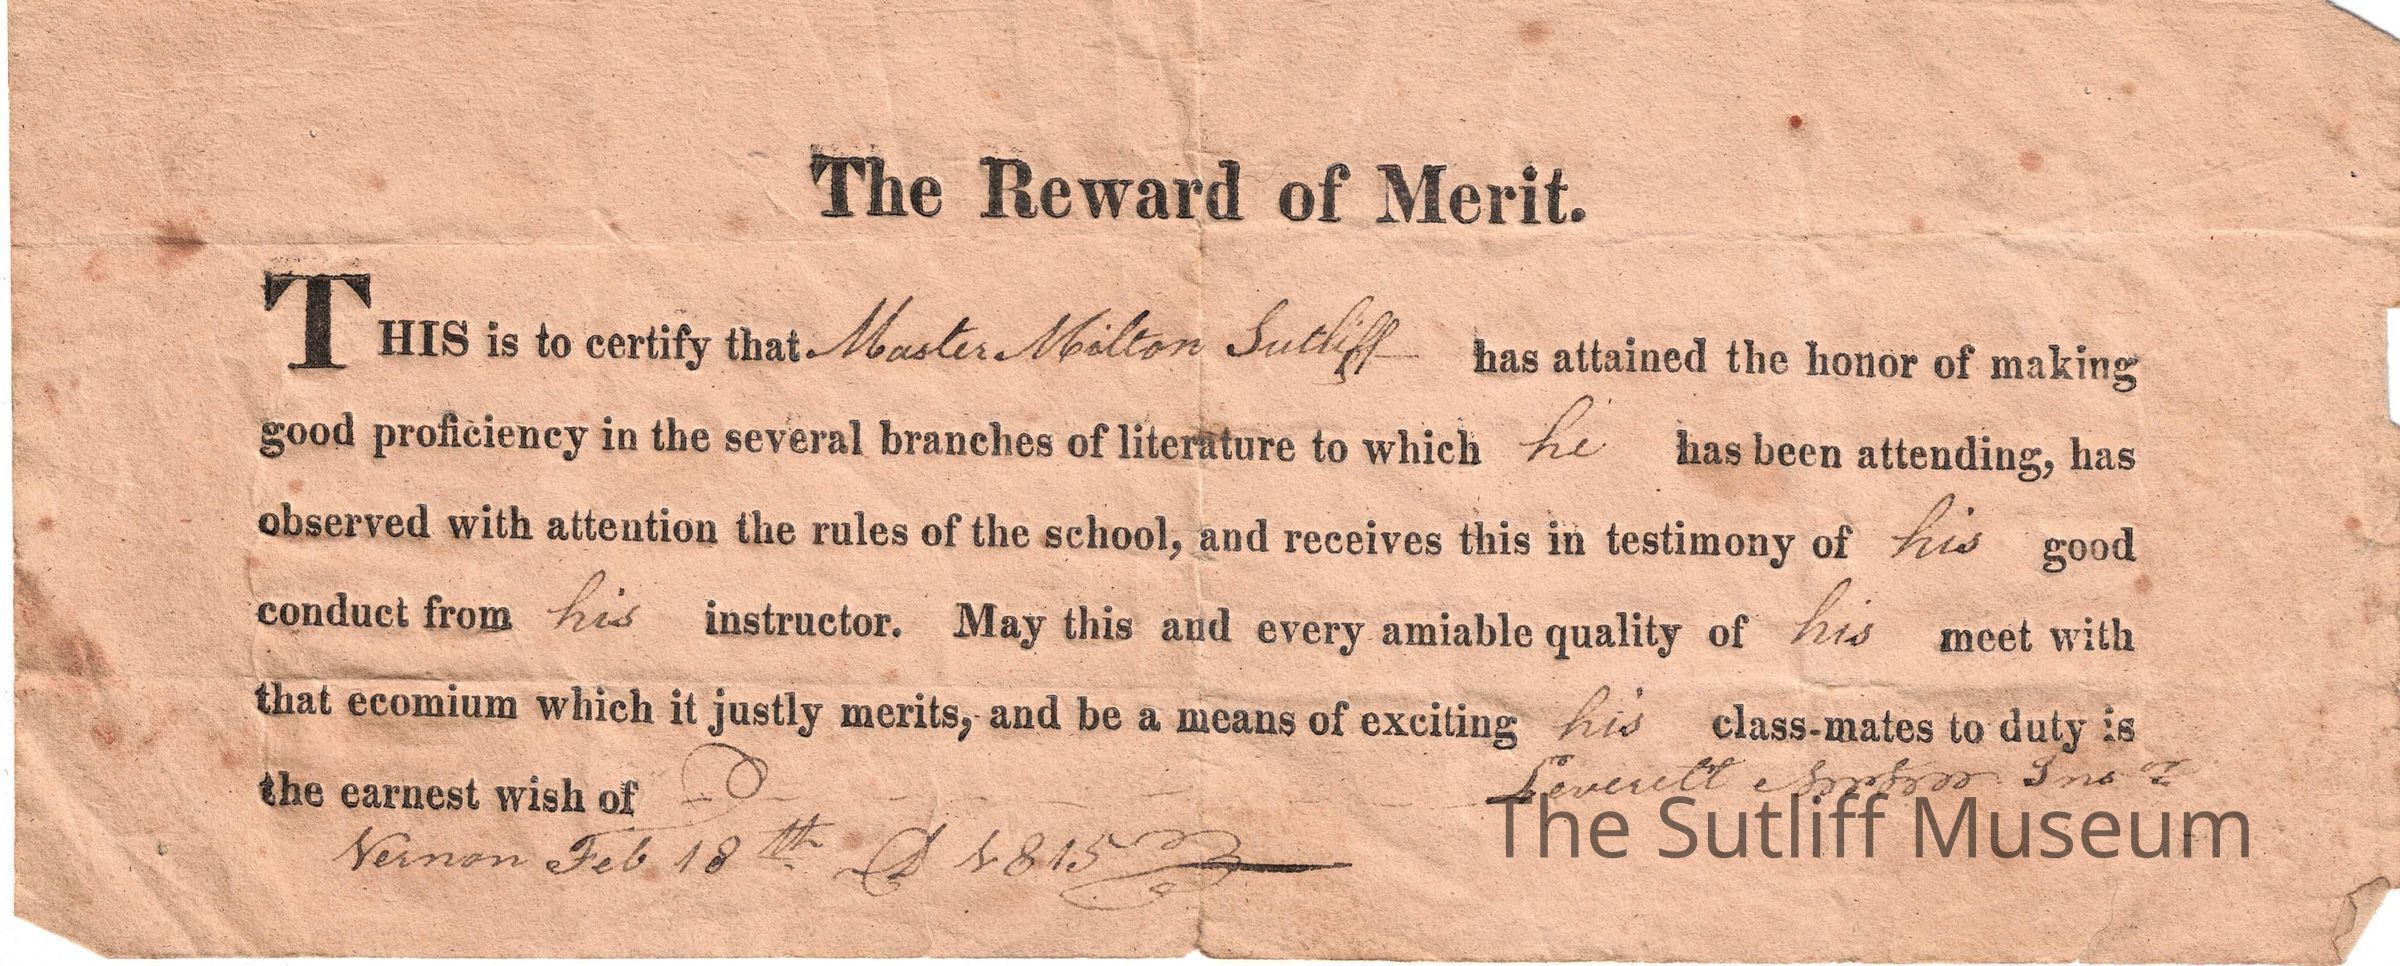 The Reward of Merit.
THIS is to certify that Master Milton Sutliff has attained the honor of making
good proficiency in the several branches of literature to which he has been attending, has
observed with attention the rules of the school, and receives this in testimony of his good
conduct from his instructor. May this and every amiable quality of his meet with
that ecomium which it justly merits, and be a means of exciting his class-mates to duty is
the earnest wish of Leverett
Vernon Feb 18th 1815
The Sutliff Museum